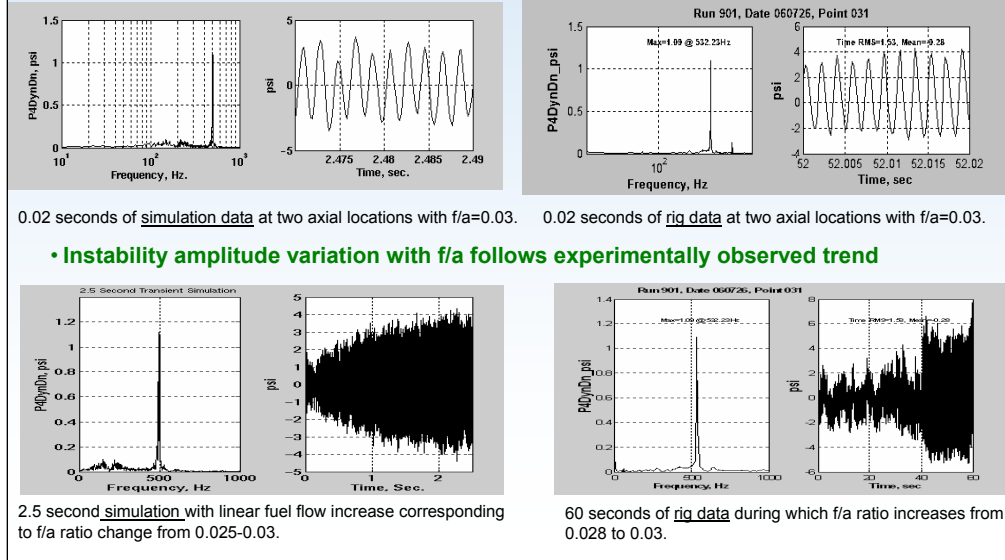 1.5
1
0.5
0
P4DynDn, psi
10^1 10^2 10^3
Frequency, Hz.
5
0
-5
psi
2.475 2.48 2.485 2.49
Time, sec.
Run 901, Date 060726, Point 031
Max=1.09 @ 532.23Hz
1.5
1
0.5
0
P4DynDn_psi
10^2
Frequency, Hz
Time RMS=1.53, Mean=-0.28
6
4
2
0
-2
-4
psi
52 52.005 52.01 52.015 52.02
Time, sec
0.02 seconds of simulation data at two axial locations with f/a=0.03.
0.02 seconds of rig data at two axial locations with f/a=0.03.
• Instability amplitude variation with f/a follows experimentally observed trend
2.5 Second Transient Simulation
1.2
1
0.8
0.6
0.4
0.2
0
P4DynDn, psi
0 500 1000
Frequency, Hz
5
4
3
2
1
0
-1
-2
-3
-4
-5
psi
0 1 2
Time, Sec.
Run 901, Date 060726, Point 031
Max=1.09 @ 532.23Hz
1.4
1.2
1
0.8
0.6
0.4
0.2
0
P4DynDn_psi
0 500 1000
Frequency, Hz
Time RMS=1.53, Mean=-0.28
8
6
4
2
0
-2
-4
-6
psi
0 20 40 60
Time, sec
2.5 second simulation with linear fuel flow increase corresponding
to f/a ratio change from 0.025-0.03.
60 seconds of rig data during which f/a ratio increases from
0.028 to 0.03.